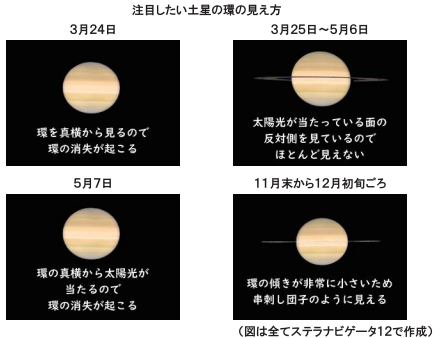 注目したい土星の環の見え方
3月24日
環を真横から見るので
環の消失が起こる
3月25日～5月6日
太陽光が当たっている面の
反対側を見ているので
ほとんど見えない
5月7日
環の真横から太陽光が
当たるので
環の消失が起こる
11月末から12月初旬ごろ
環の傾きが非常に小さいため
串刺し団子のように見える
（図は全てステラナビゲータ12で作成）